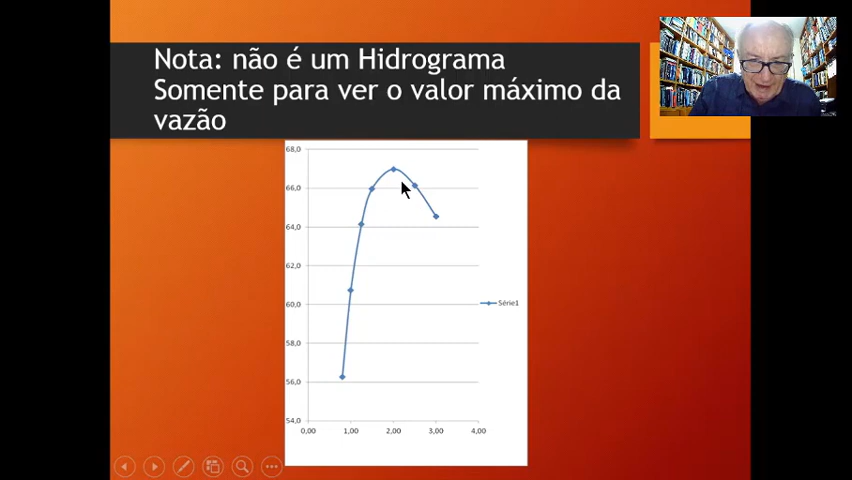 Nota: não é um Hidrograma
Somente para ver o valor máximo da
vazão
68,0
66,0
64,0
62,0
60,0
58,0
56,0
54,0
0,00 1,00 2,00 3,00 4,00
Série1